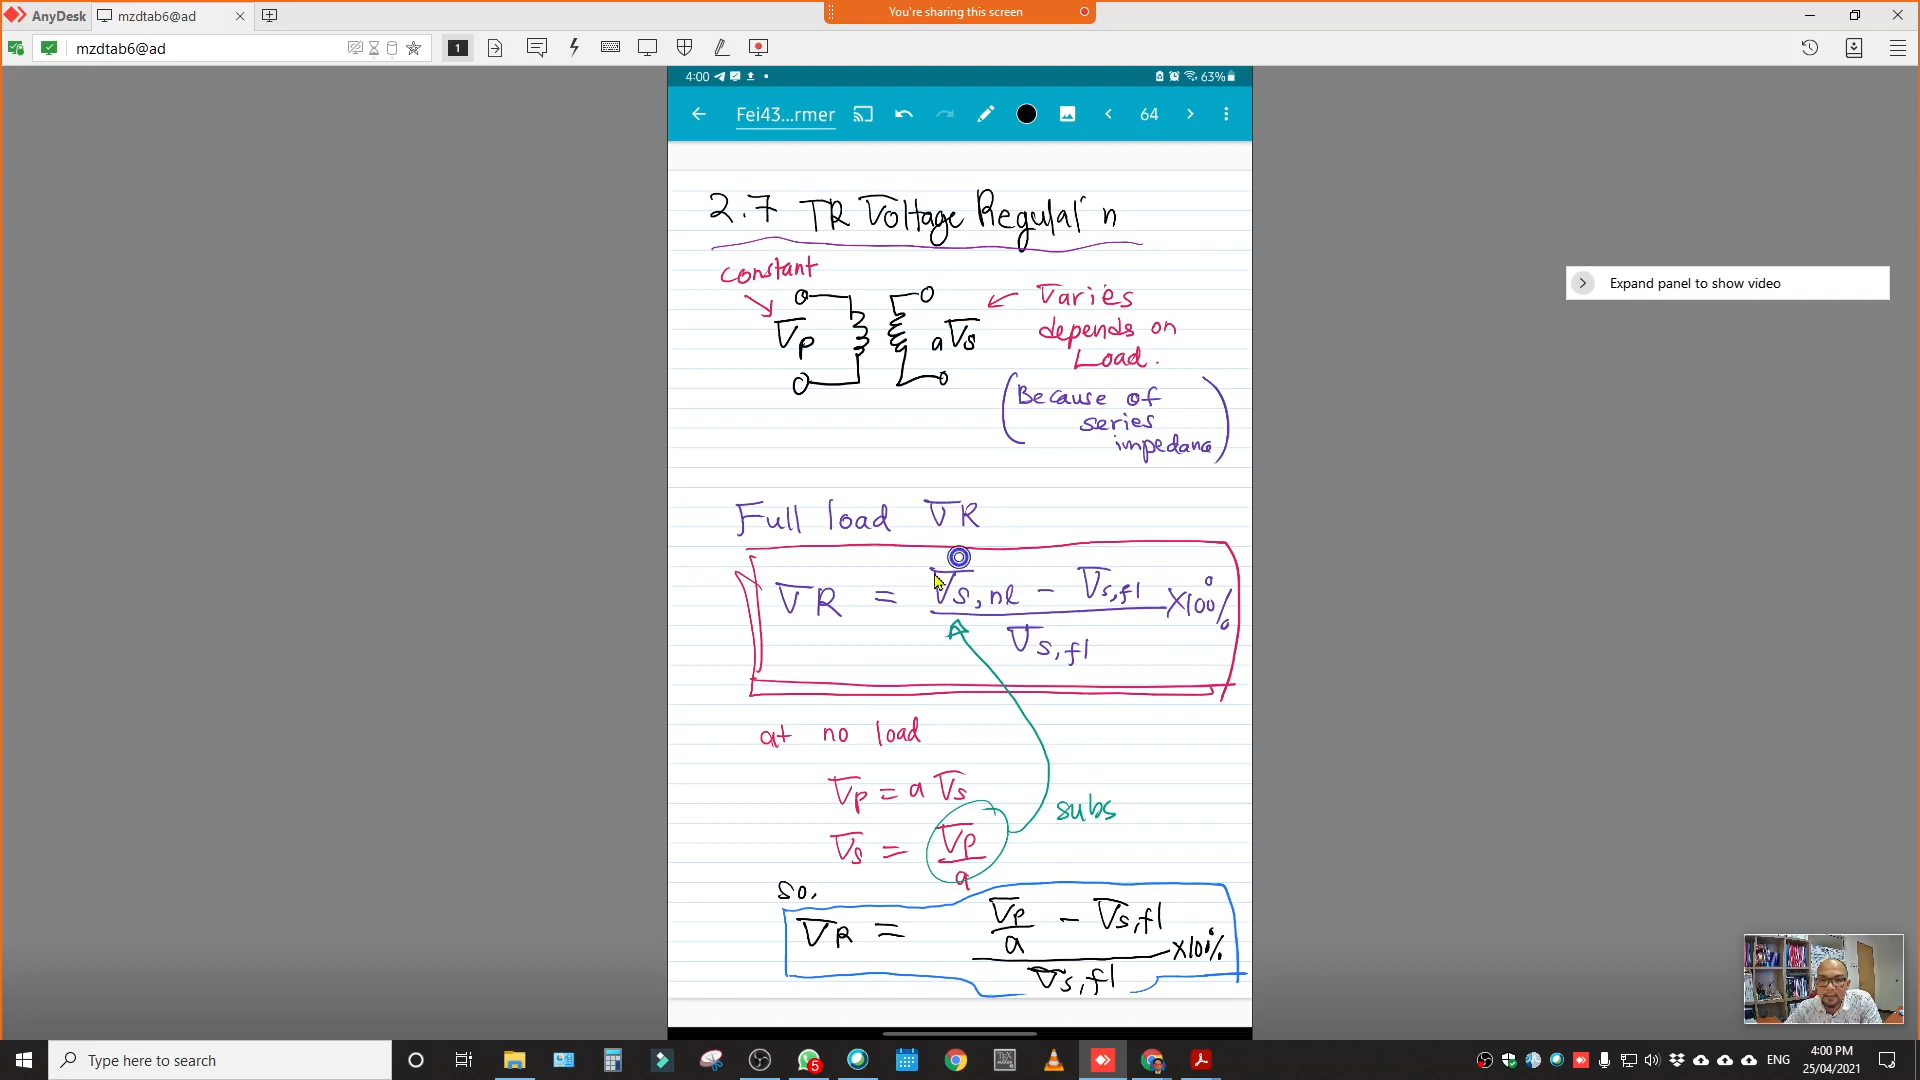 AnyDesk
mzdtab6@ad
You're sharing this screen
mzdtab6@ad
1
4:00
63%
Fei43...rmer
64
2.7 TR Voltage Regulat'n
constant
Vp
aVs
Varies
depends on
Load.
(Because of
series
impedance)
Full load VR
VR = Vs,nl - Vs,fl ×100%
Vs,fl
at no load
Vp = a Vs
Vs = Vp
a
subs
So,
VR = Vp - Vs,fl ×100%
a
Vs,fl
Expand panel to show video
Type here to search
5
ENG
4:00 PM
25/04/2021